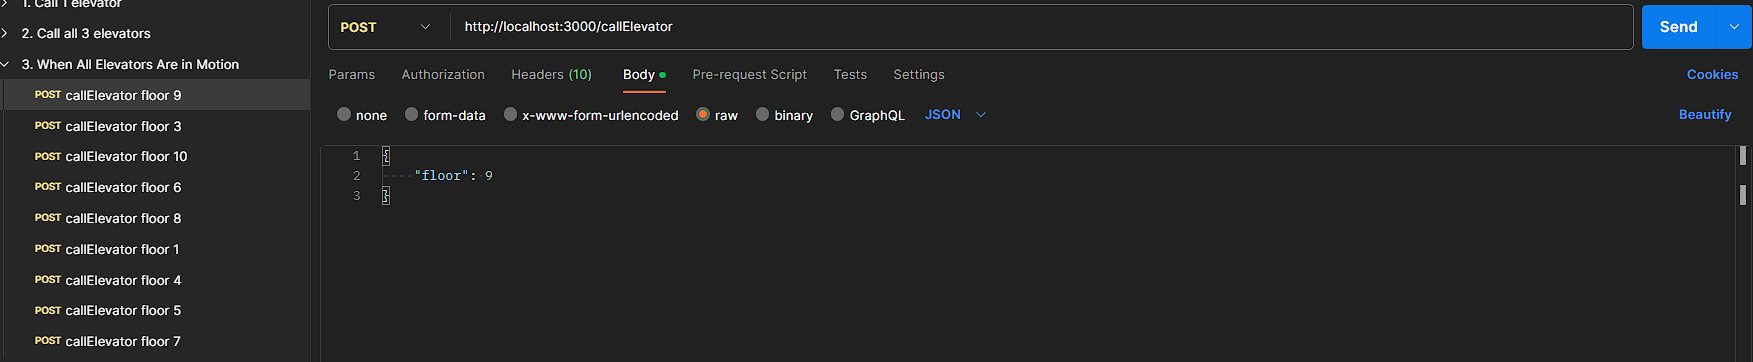 1. Call 1 elevator
2. Call all 3 elevators
3. When All Elevators Are in Motion
POST callElevator floor 9
POST callElevator floor 3
POST callElevator floor 10
POST callElevator floor 6
POST callElevator floor 8
POST callElevator floor 1
POST callElevator floor 4
POST callElevator floor 5
POST callElevator floor 7
POST http://localhost:3000/callElevator Send
Params Authorization Headers (10) Body Pre-request Script Tests Settings Cookies
none form-data x-www-form-urlencoded raw binary GraphQL JSON Beautify
1 {
2 "floor": 9
3 }